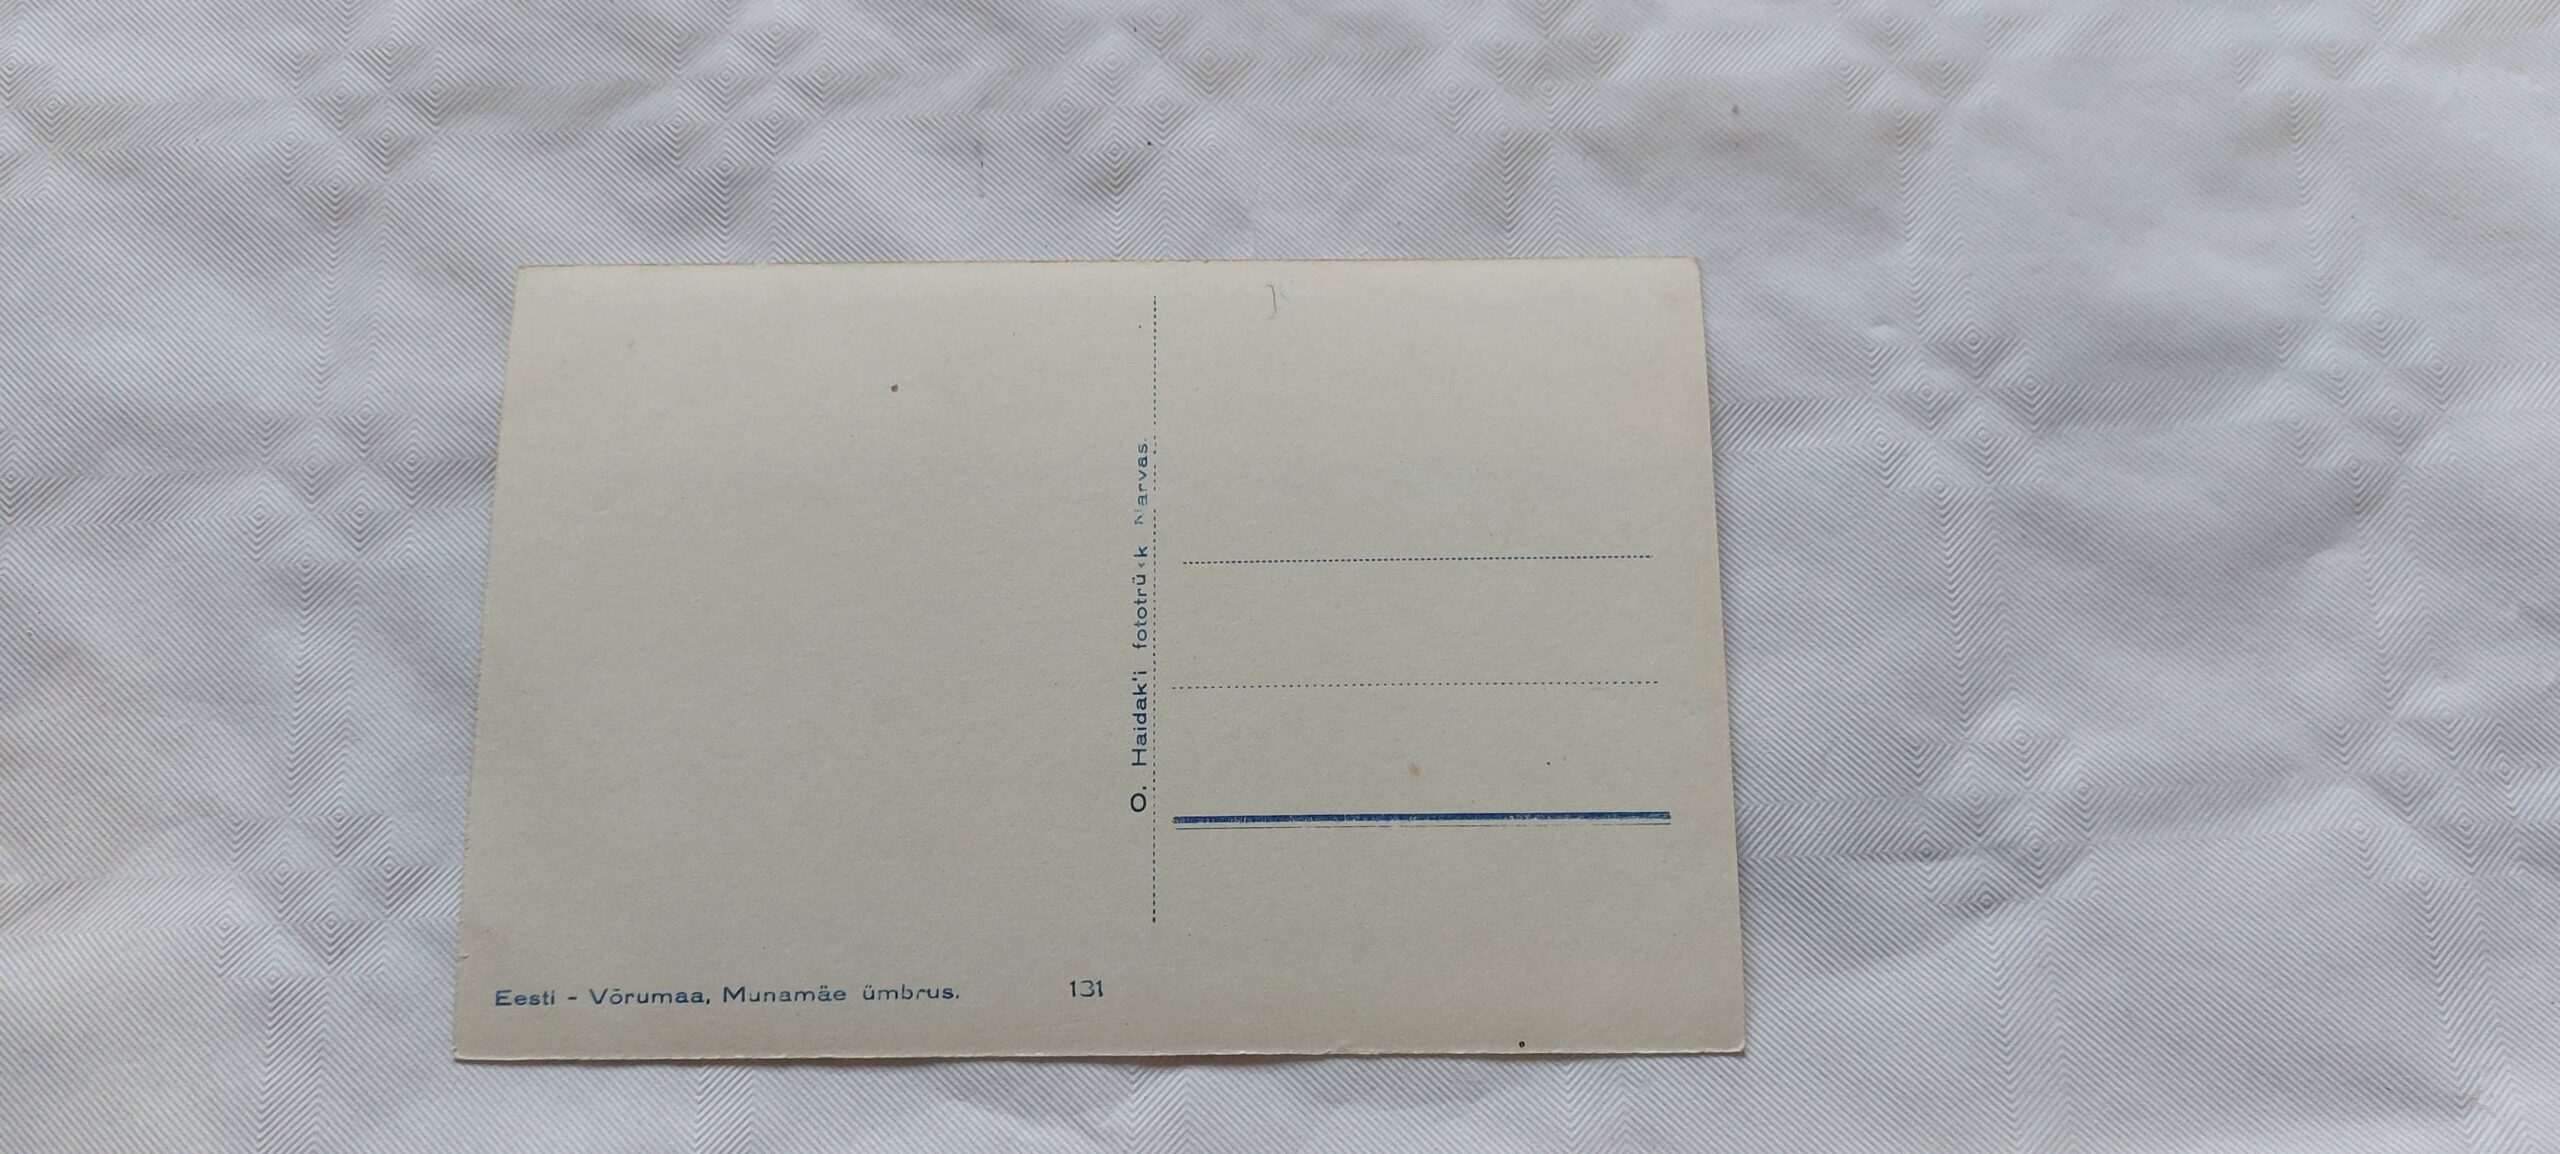 O. Haidak'i fototrükk Narvas.
Eesti - Võrumaa, Munamäe ümbrus. 131